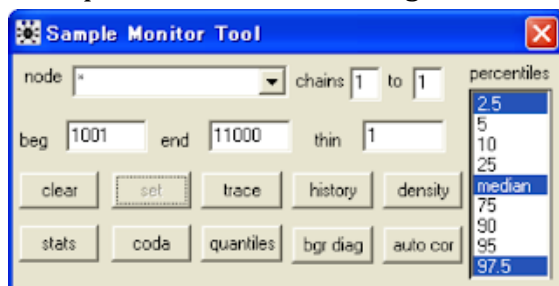 Sample Monitor Tool
node * chains 1 to 1 percentiles
beg 1001 end 11000 thin 1
2.5
5
10
25
median
75
90
95
97.5
clear set trace history density
stats coda quantiles bgr diag auto cor